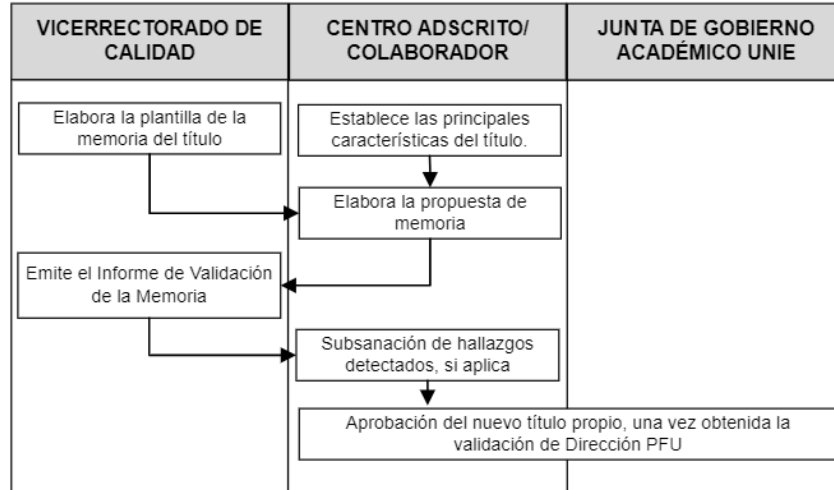 VICERRECTORADO DE
CALIDAD
CENTRO ADSCRITO/
COLABORADOR
JUNTA DE GOBIERNO
ACADÉMICO UNIE
Elabora la plantilla de la
memoria del título
Establece las principales
características del título.
Elabora la propuesta de
memoria
Emite el Informe de Validación
de la Memoria
Subsanación de hallazgos
detectados, si aplica
Aprobación del nuevo título propio, una vez obtenida la
validación de Dirección PFU